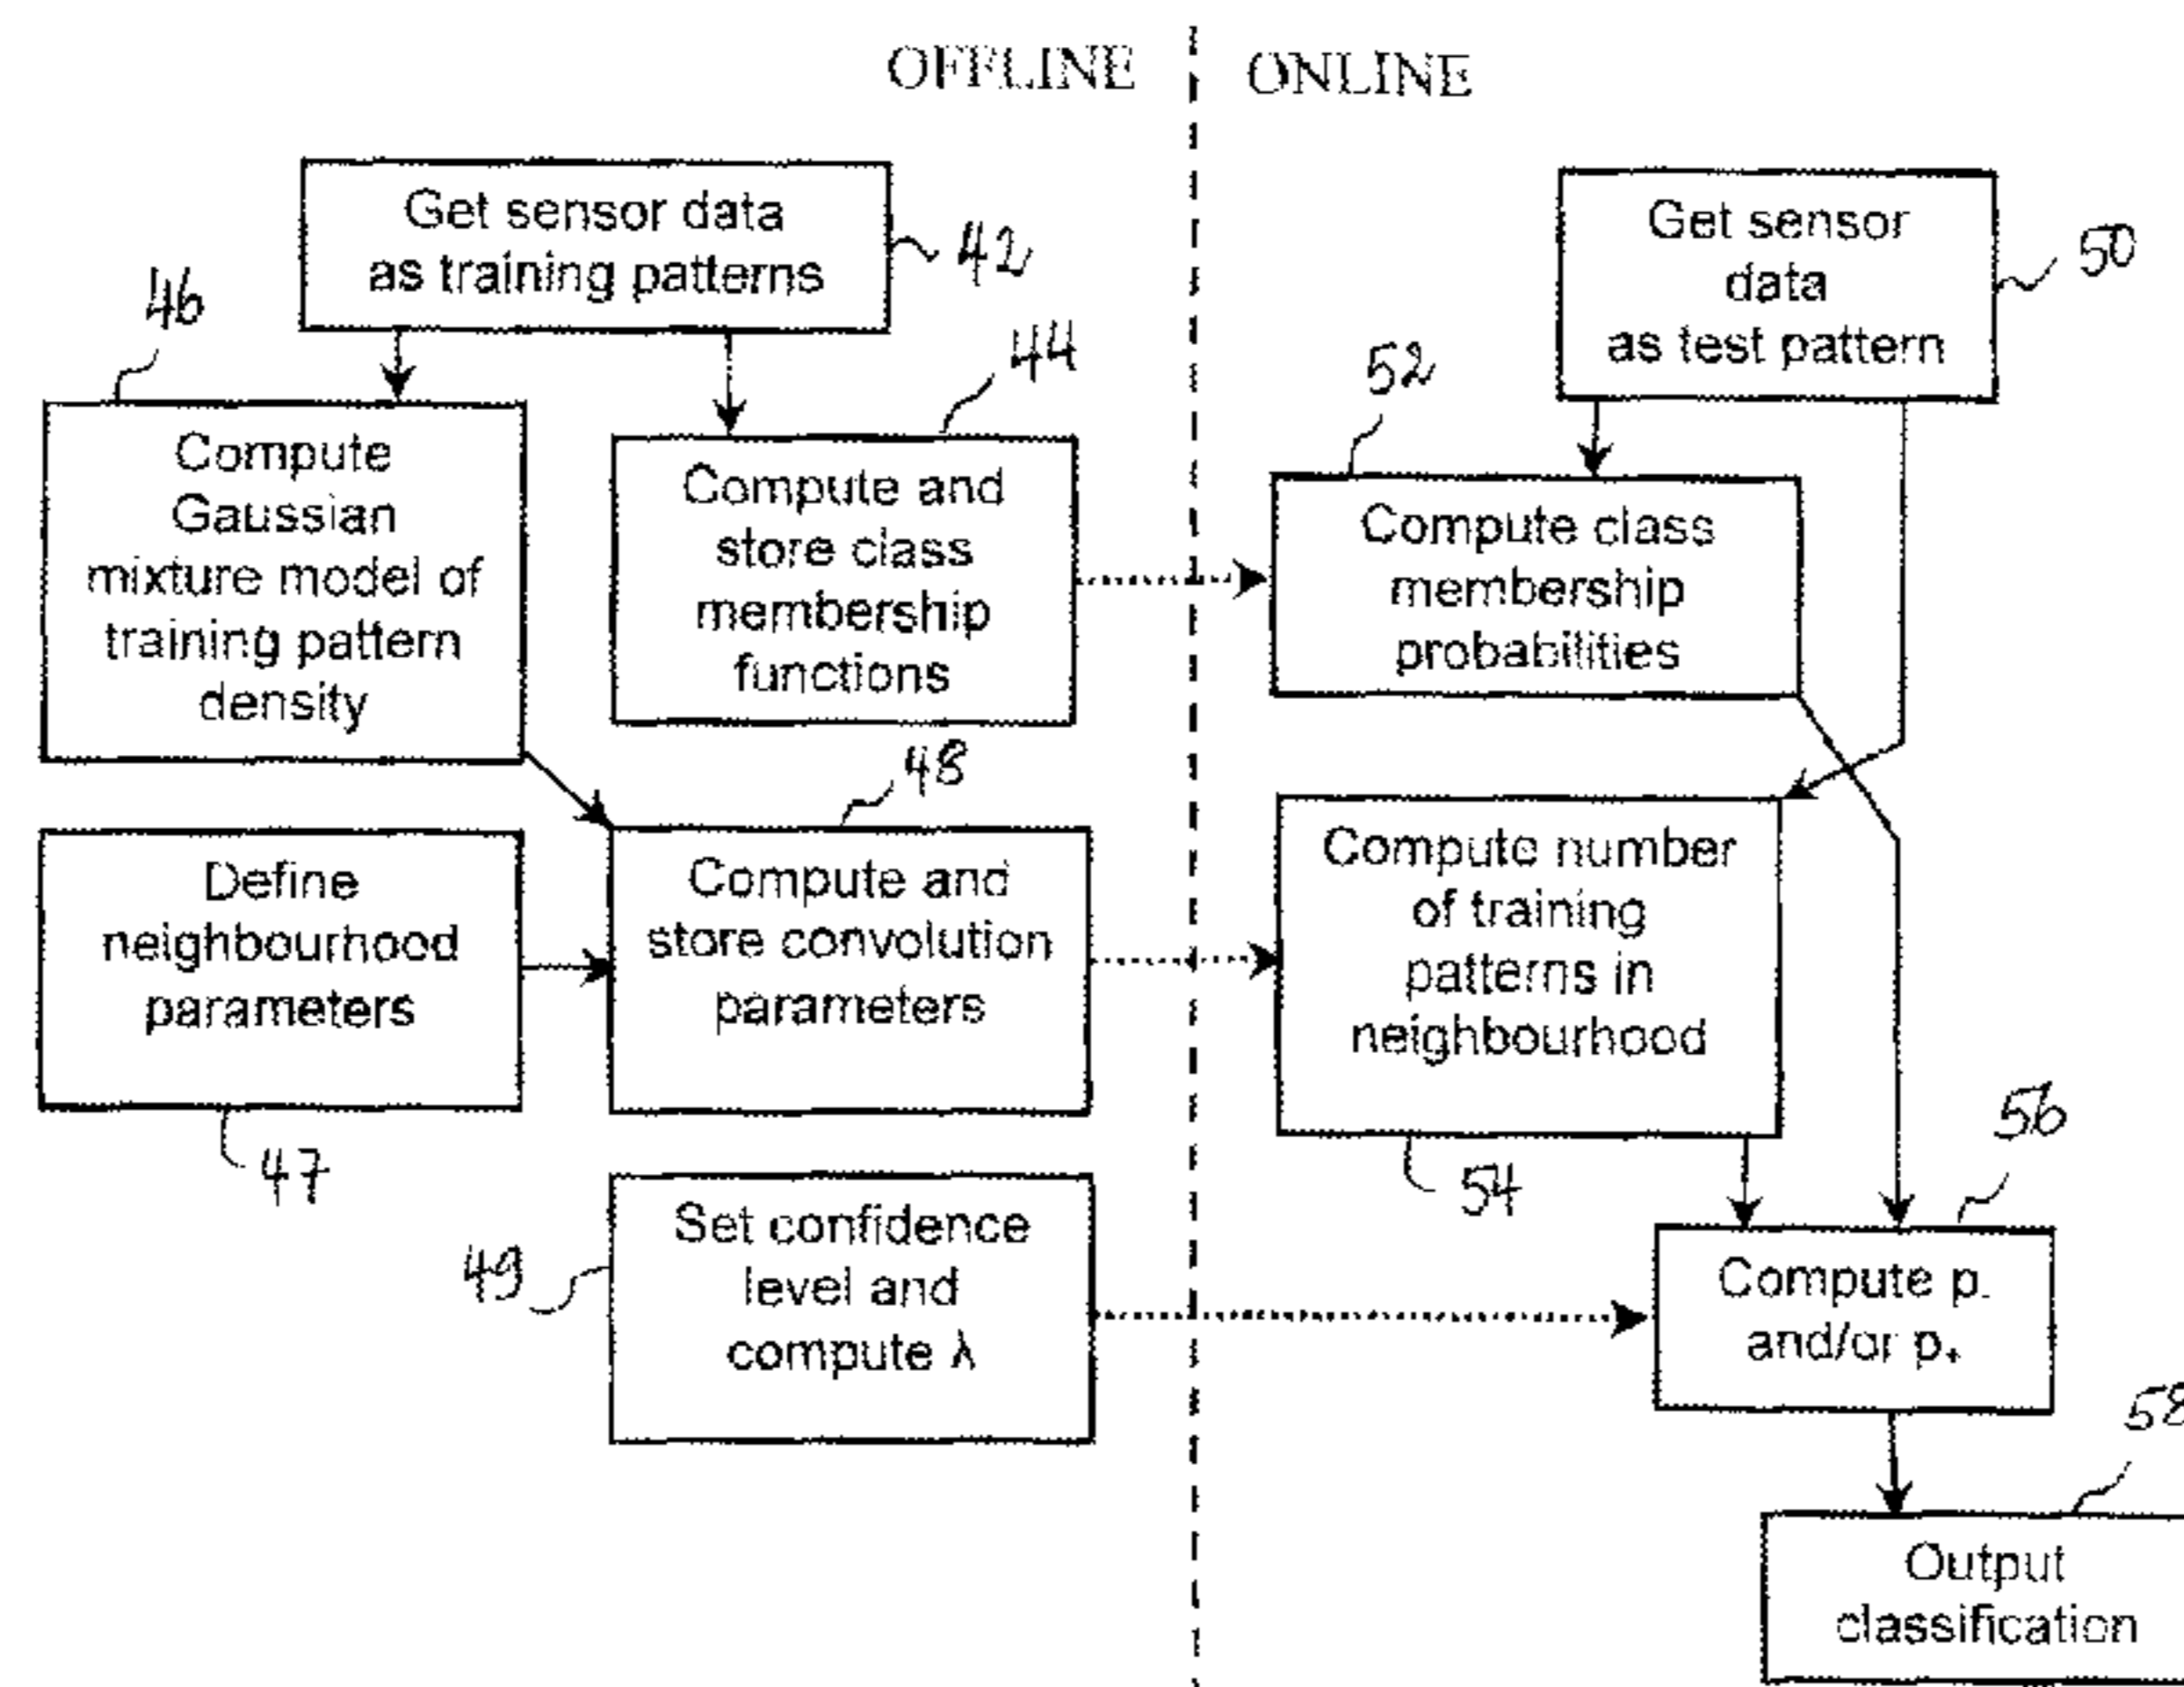 OFFLINE
ONLINE
Get sensor data
as training patterns
42
46
44
Compute
Gaussian
mixture model of
training pattern
density
Compute and
store class
membership
functions
48
Define
neighbourhood
parameters
47
Compute and
store convolution
parameters
49
Set confidence
level and
compute λ
Get sensor
data
as test pattern
50
52
Compute class
membership
probabilities
Compute number
of training
patterns in
neighbourhood
54
56
Compute p-
and/or p+
58
Output
classification